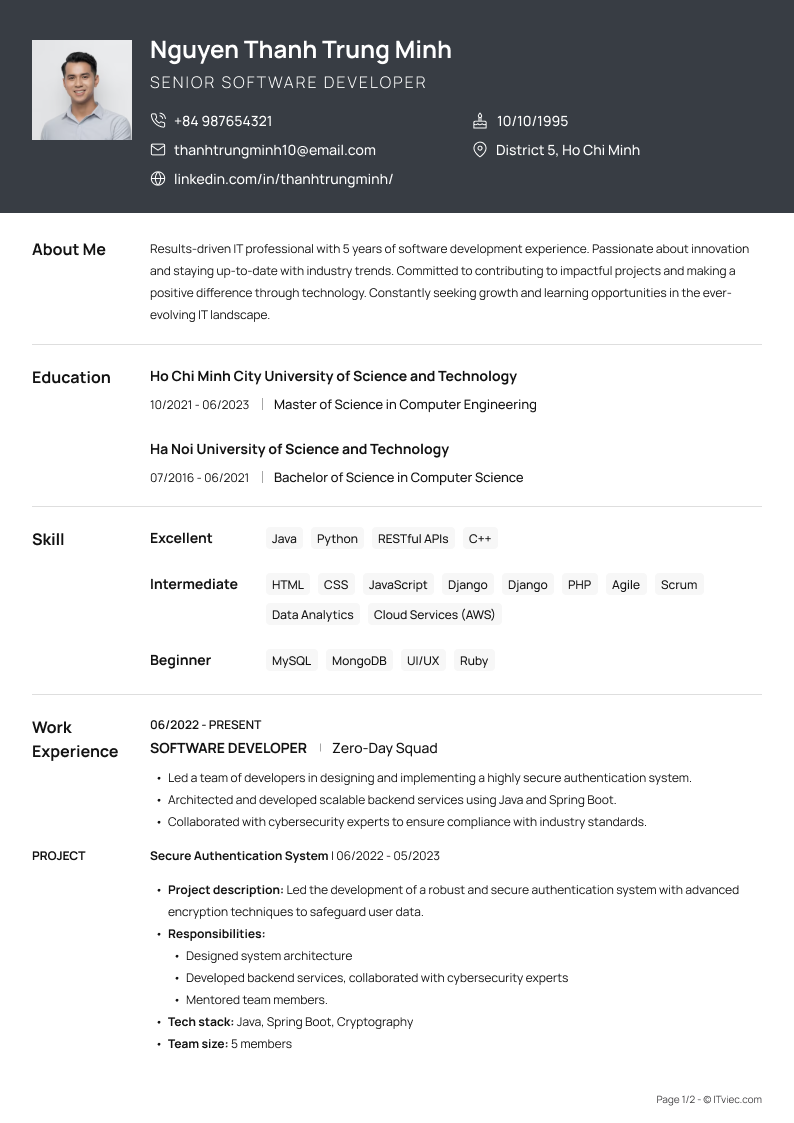 Nguyen Thanh Trung Minh
SENIOR SOFTWARE DEVELOPER
+84 987654321
10/10/1995
thanhtrungminh10@email.com
District 5, Ho Chi Minh
linkedin.com/in/thanhtrungminh/
About Me
Results-driven IT professional with 5 years of software development experience. Passionate about innovation
and staying up-to-date with industry trends. Committed to contributing to impactful projects and making a
positive difference through technology. Constantly seeking growth and learning opportunities in the ever-
evolving IT landscape.
Education
Ho Chi Minh City University of Science and Technology
10/2021 - 06/2023 | Master of Science in Computer Engineering
Ha Noi University of Science and Technology
07/2016 - 06/2021 | Bachelor of Science in Computer Science
Skill
Excellent Java Python RESTful APIs C++
Intermediate HTML CSS JavaScript Django Django PHP Agile Scrum
Data Analytics Cloud Services (AWS)
Beginner MySQL MongoDB UI/UX Ruby
Work
Experience
06/2022 - PRESENT
SOFTWARE DEVELOPER | Zero-Day Squad
• Led a team of developers in designing and implementing a highly secure authentication system.
• Architected and developed scalable backend services using Java and Spring Boot.
• Collaborated with cybersecurity experts to ensure compliance with industry standards.
PROJECT
Secure Authentication System | 06/2022 - 05/2023
• Project description: Led the development of a robust and secure authentication system with advanced
encryption techniques to safeguard user data.
• Responsibilities:
• Designed system architecture
• Developed backend services, collaborated with cybersecurity experts
• Mentored team members.
• Tech stack: Java, Spring Boot, Cryptography
• Team size: 5 members
Page 1/2 - © ITviec.com